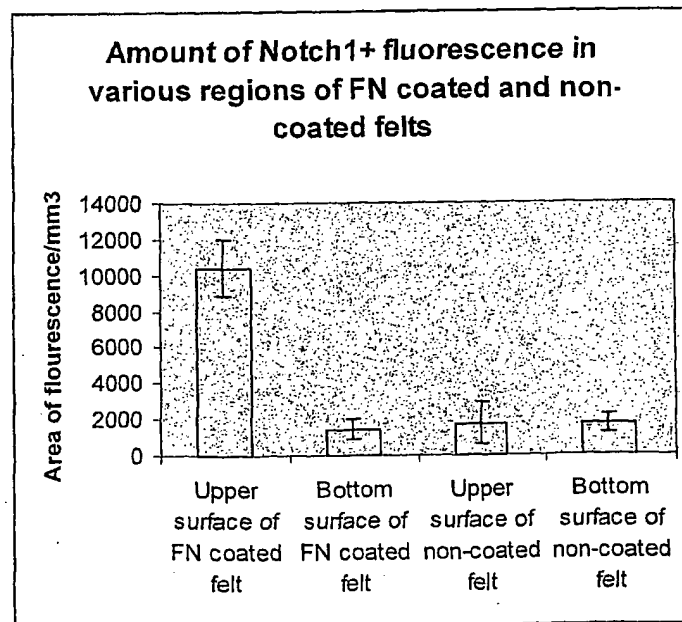 Amount of Notch1+ fluorescence in
various regions of FN coated and non-
coated felts
Area of flourescence/mm3
14000
12000
10000
8000
6000
4000
2000
0
Upper
surface of
FN coated
felt
Bottom
surface of
FN coated
felt
Upper
surface of
non-coated
felt
Bottom
surface of
non-coated
felt